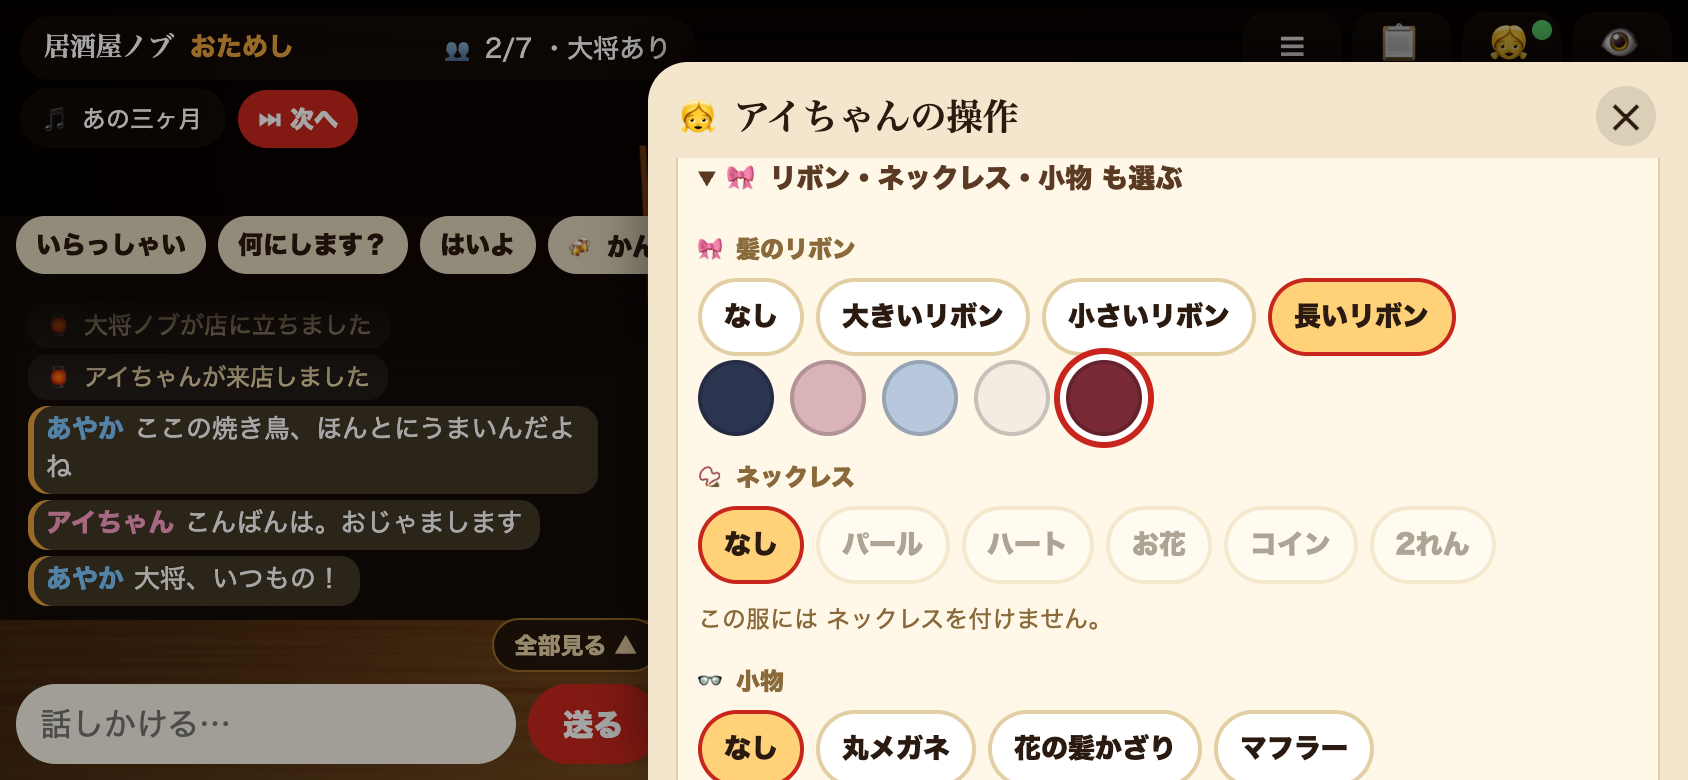 居酒屋ノブ おためし
2/7 ・大将あり
あの三ヶ月
次へ
いらっしゃい
何にします？
はいよ
かん
大将ノブが店に立ちました
アイちゃんが来店しました
あやか ここの焼き鳥、ほんとにうまいんだよ
ね
アイちゃん こんばんは。おじゃまします
あやか 大将、いつもの！
全部見る ▲
話しかける…
送る
アイちゃんの操作
▼ リボン・ネックレス・小物 も選ぶ
髪のリボン
なし 大きいリボン 小さいリボン 長いリボン
ネックレス
なし パール ハート お花 コイン 2れん
この服には ネックレスを付けません。
小物
なし 丸メガネ 花の髪かざり マフラー